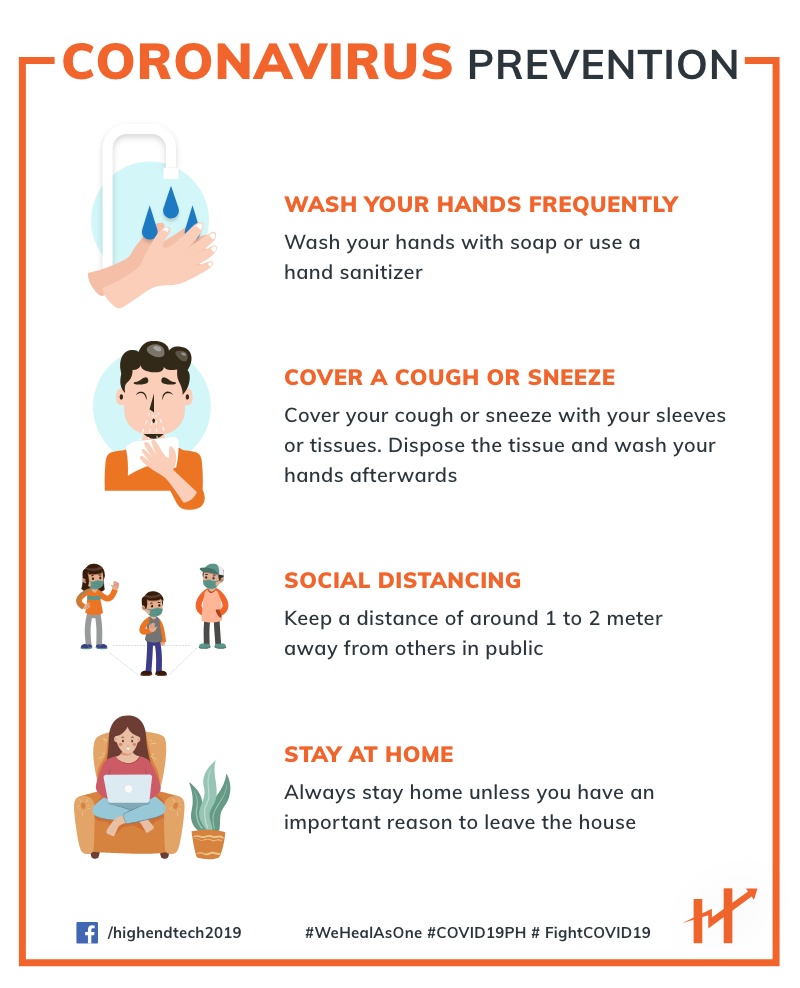 CORONAVIRUS PREVENTION
WASH YOUR HANDS FREQUENTLY
Wash your hands with soap or use a
hand sanitizer
COVER A COUGH OR SNEEZE
Cover your cough or sneeze with your sleeves
or tissues. Dispose the tissue and wash your
hands afterwards
SOCIAL DISTANCING
Keep a distance of around 1 to 2 meter
away from others in public
STAY AT HOME
Always stay home unless you have an
important reason to leave the house
/highendtech2019 #WeHealAsOne #COVID19PH # FightCOVID19